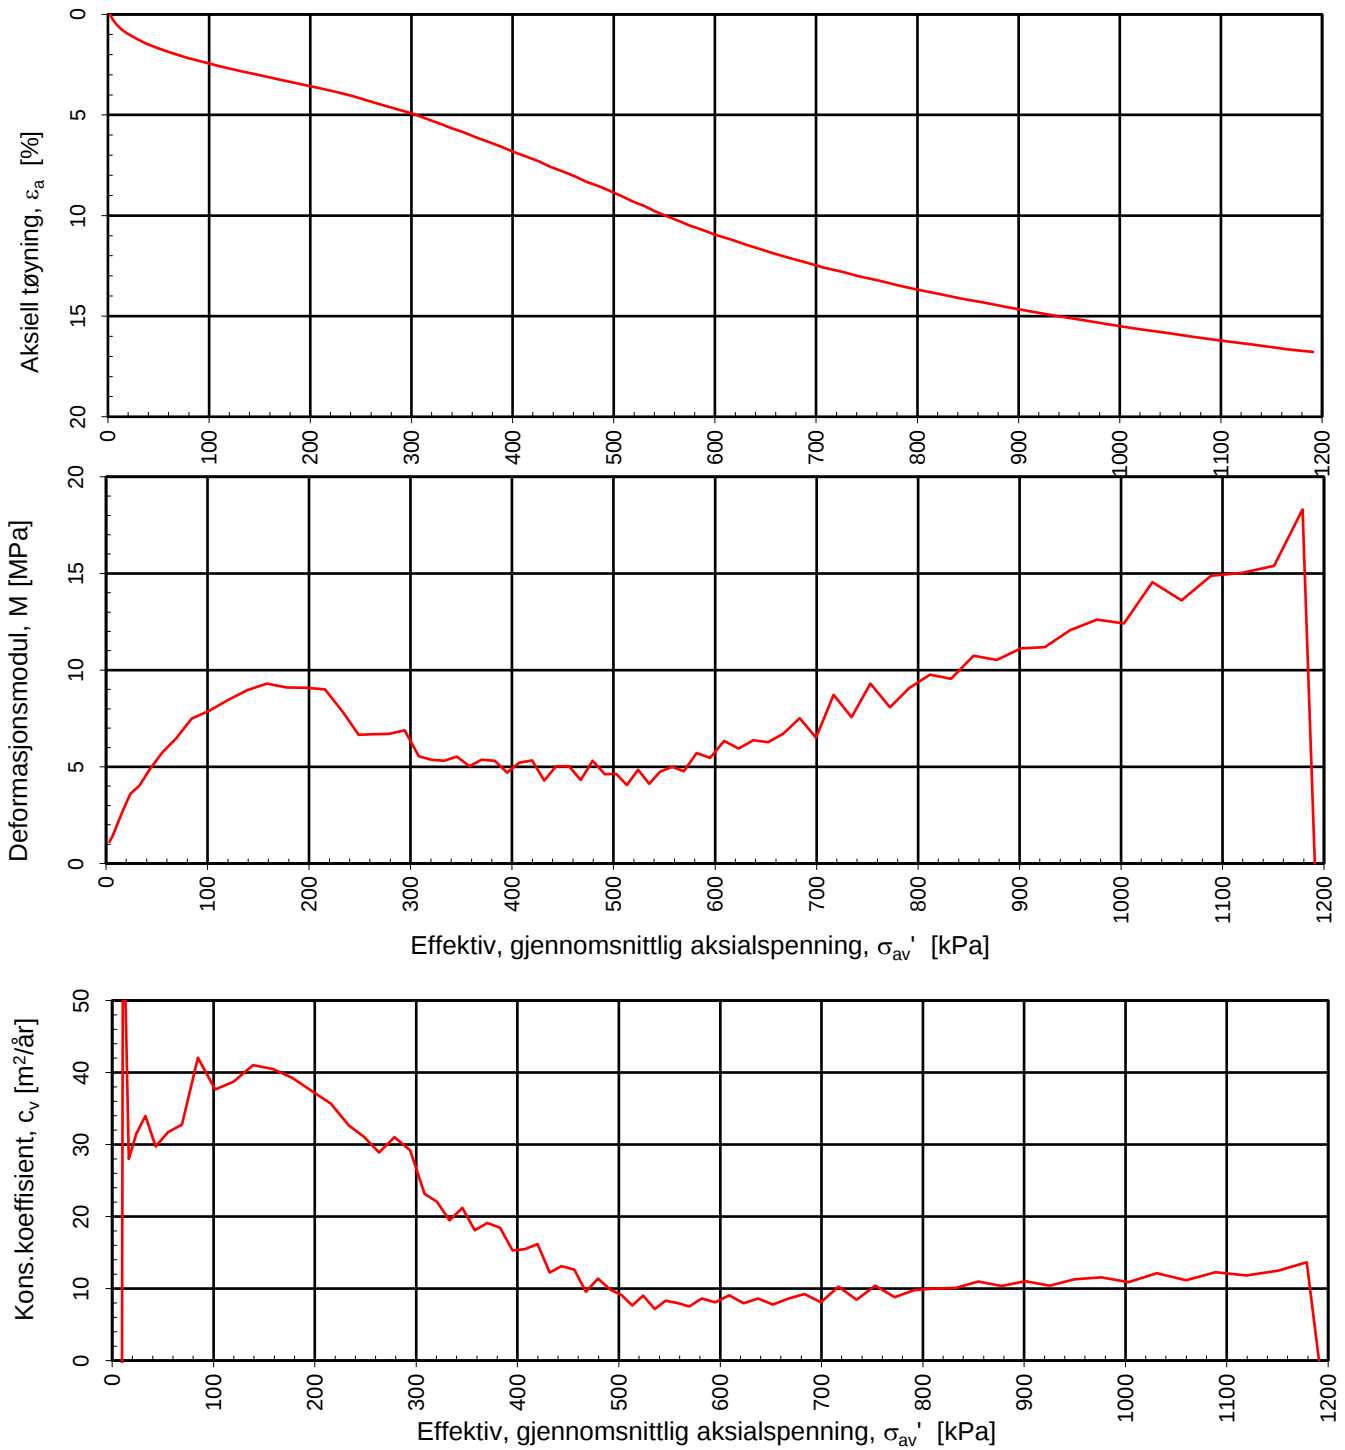 Aksiell tøyning, εa [%]
0
5
10
15
20
0 100 200 300 400 500 600 700 800 900 1000 1100 1200
Deformasjonsmodul, M [MPa]
20
15
10
5
0
0 100 200 300 400 500 600 700 800 900 1000 1100 1200
Effektiv, gjennomsnittlig aksialspenning, σav' [kPa]
Kons.koeffisient, cv [m²/år]
50
40
30
20
10
0
0 100 200 300 400 500 600 700 800 900 1000 1100 1200
Effektiv, gjennomsnittlig aksialspenning, σav' [kPa]